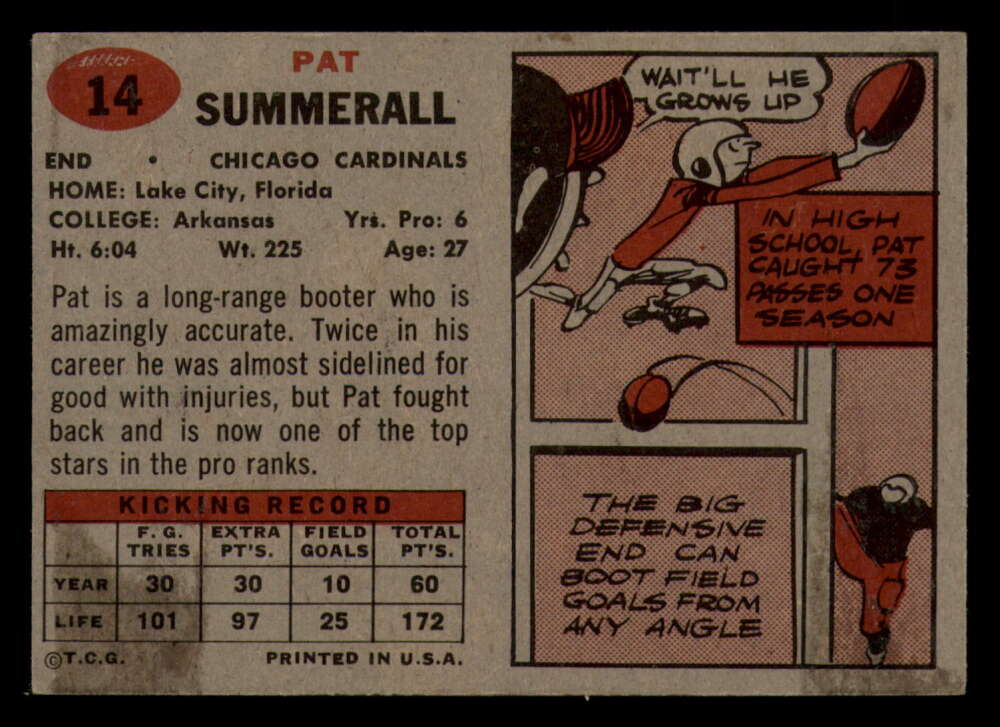 14
PAT
SUMMERALL
END • CHICAGO CARDINALS
HOME: Lake City, Florida
COLLEGE: Arkansas Yrs. Pro: 6
Ht. 6:04 Wt. 225 Age: 27
Pat is a long-range booter who is
amazingly accurate. Twice in his
career he was almost sidelined for
good with injuries, but Pat fought
back and is now one of the top
stars in the pro ranks.
KICKING RECORD
F. G. TRIES EXTRA PT'S. FIELD GOALS TOTAL PT'S.
YEAR 30 30 10 60
LIFE 101 97 25 172
©T.C.G. PRINTED IN U.S.A.
WAIT'LL HE
GROWS UP
IN HIGH
SCHOOL, PAT
CAUGHT 73
PASSES ONE
SEASON
THE BIG
DEFENSIVE
END CAN
BOOT FIELD
GOALS FROM
ANY ANGLE